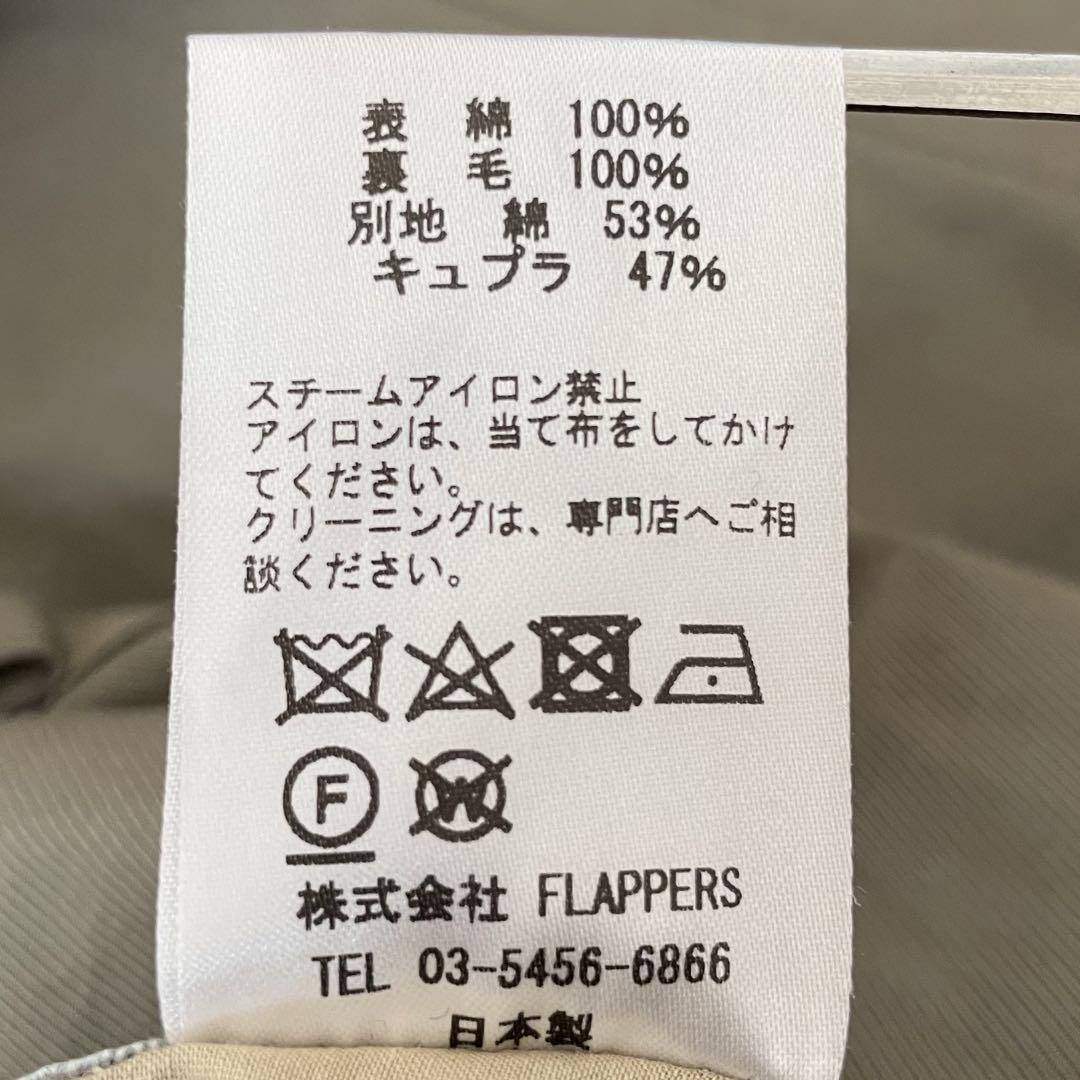 表 綿 100%
裏 毛 100%
別地 綿 53%
キュプラ 47%
スチームアイロン禁止
アイロンは、当て布をしてかけ
てください。
クリーニングは、専門店へご相
談ください。
F W
株式会社 FLAPPERS
TEL 03-5456-6866
日本製